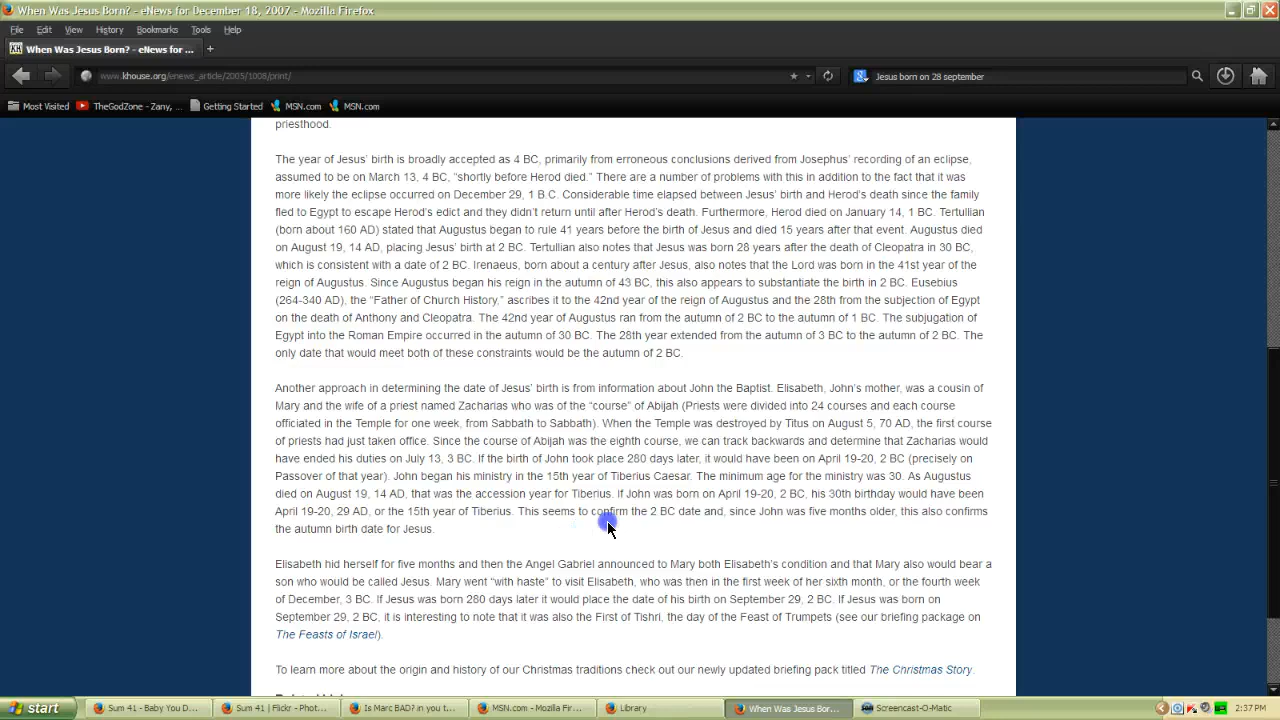 When Was Jesus Born? - eNews for December 18, 2007 - Mozilla Firefox
File Edit View History Bookmarks Tools Help
KH When Was Jesus Born? - eNews for ... +
www.khouse.org/enews_article/2005/1008/print/ Jesus born on 28 september
Most Visited TheGodZone - Zany, ... Getting Started MSN.com MSN.com
priesthood.
The year of Jesus' birth is broadly accepted as 4 BC, primarily from erroneous conclusions derived from Josephus' recording of an eclipse,
assumed to be on March 13, 4 BC, "shortly before Herod died." There are a number of problems with this in addition to the fact that it was
more likely the eclipse occurred on December 29, 1 B.C. Considerable time elapsed between Jesus' birth and Herod's death since the family
fled to Egypt to escape Herod's edict and they didn't return until after Herod's death. Furthermore, Herod died on January 14, 1 BC. Tertullian
(born about 160 AD) stated that Augustus began to rule 41 years before the birth of Jesus and died 15 years after that event. Augustus died
on August 19, 14 AD, placing Jesus' birth at 2 BC. Tertullian also notes that Jesus was born 28 years after the death of Cleopatra in 30 BC,
which is consistent with a date of 2 BC. Irenaeus, born about a century after Jesus, also notes that the Lord was born in the 41st year of the
reign of Augustus. Since Augustus began his reign in the autumn of 43 BC, this also appears to substantiate the birth in 2 BC. Eusebius
(264-340 AD), the "Father of Church History," ascribes it to the 42nd year of the reign of Augustus and the 28th from the subjection of Egypt
on the death of Anthony and Cleopatra. The 42nd year of Augustus ran from the autumn of 2 BC to the autumn of 1 BC. The subjugation of
Egypt into the Roman Empire occurred in the autumn of 30 BC. The 28th year extended from the autumn of 3 BC to the autumn of 2 BC. The
only date that would meet both of these constraints would be the autumn of 2 BC.
Another approach in determining the date of Jesus' birth is from information about John the Baptist. Elisabeth, John's mother, was a cousin of
Mary and the wife of a priest named Zacharias who was of the "course" of Abijah (Priests were divided into 24 courses and each course
officiated in the Temple for one week, from Sabbath to Sabbath). When the Temple was destroyed by Titus on August 5, 70 AD, the first course
of priests had just taken office. Since the course of Abijah was the eighth course, we can track backwards and determine that Zacharias would
have ended his duties on July 13, 3 BC. If the birth of John took place 280 days later, it would have been on April 19-20, 2 BC (precisely on
Passover of that year). John began his ministry in the 15th year of Tiberius Caesar. The minimum age for the ministry was 30. As Augustus
died on August 19, 14 AD, that was the accession year for Tiberius. If John was born on April 19-20, 2 BC, his 30th birthday would have been
April 19-20, 29 AD, or the 15th year of Tiberius. This seems to confirm the 2 BC date and, since John was five months older, this also confirms
the autumn birth date for Jesus.
Elisabeth hid herself for five months and then the Angel Gabriel announced to Mary both Elisabeth's condition and that Mary also would bear a
son who would be called Jesus. Mary went "with haste" to visit Elisabeth, who was then in the first week of her sixth month, or the fourth week
of December, 3 BC. If Jesus was born 280 days later it would place the date of his birth on September 29, 2 BC. If Jesus was born on
September 29, 2 BC, it is interesting to note that it was also the First of Tishri, the day of the Feast of Trumpets (see our briefing package on
The Feasts of Israel).
To learn more about the origin and history of our Christmas traditions check out our newly updated briefing pack titled The Christmas Story.
start Sum 41 - Baby You D... Sum 41 | Flickr - Phot... Is Marc BAD? in you t... MSN.com - Mozilla Fir... Library When Was Jesus Bor... Screencast-O-Matic 2:37 PM